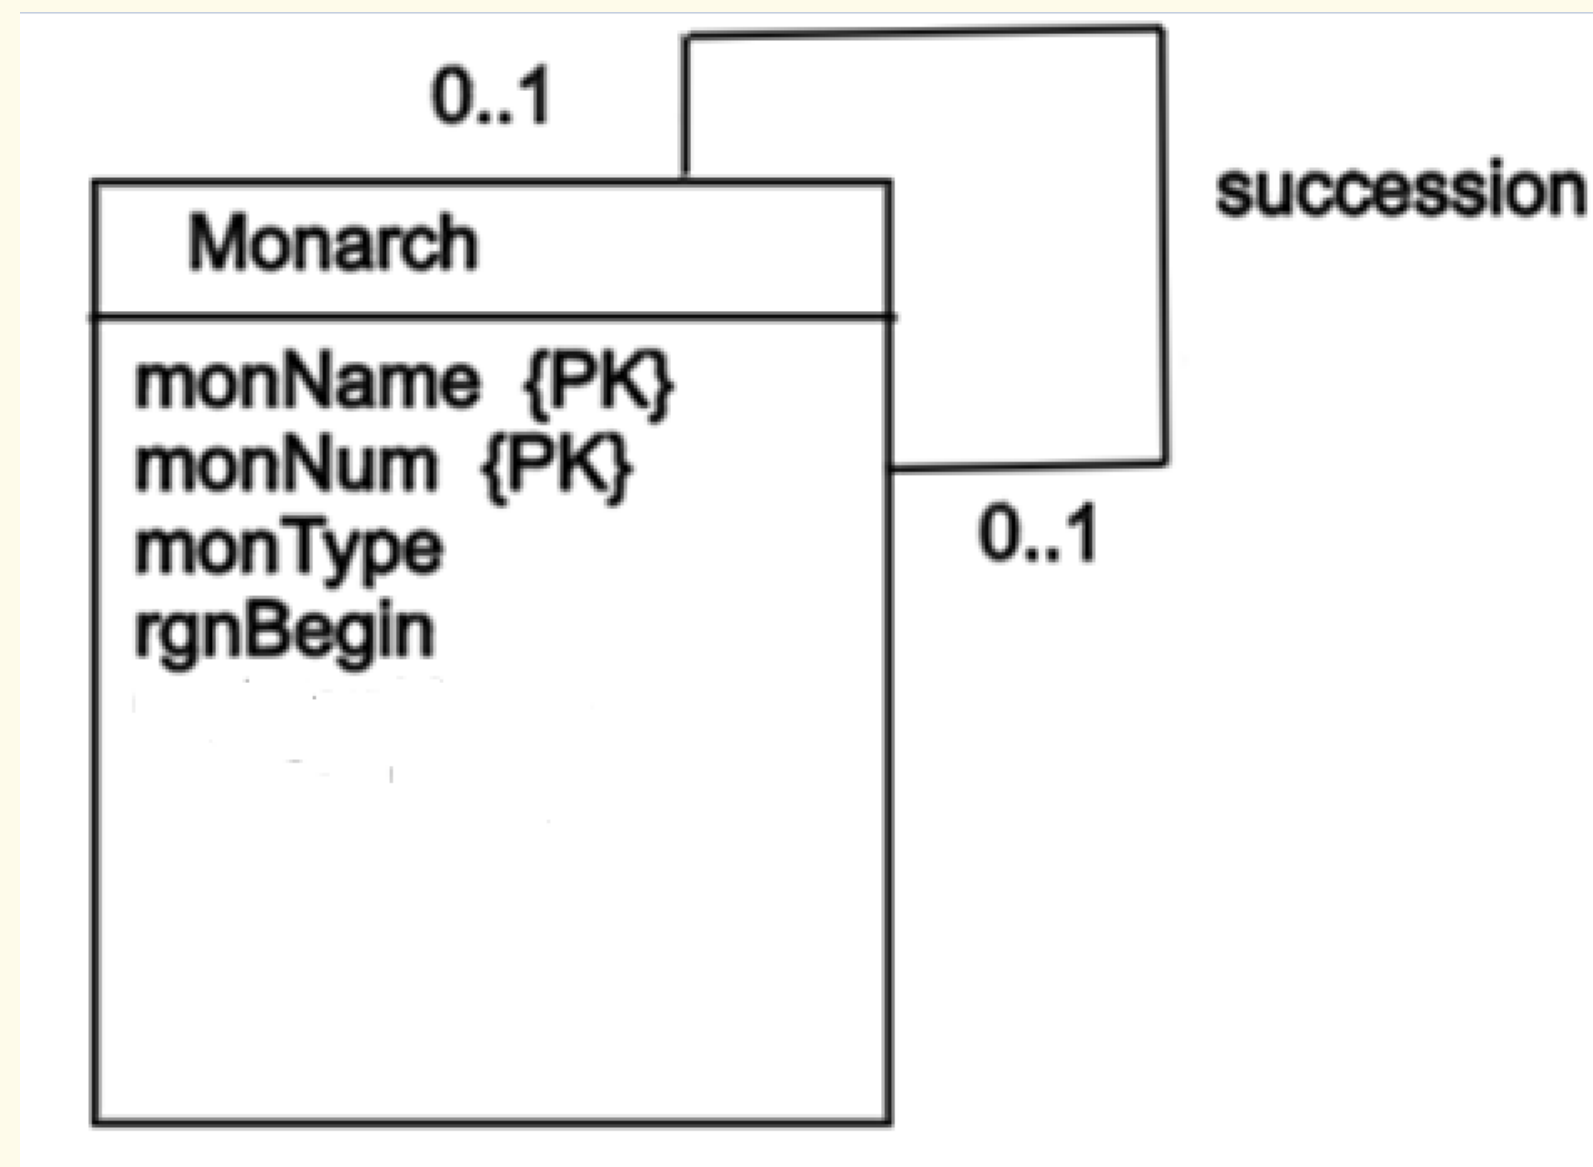 0..1
succession
Monarch
monName {PK}
monNum {PK}
monType
rgnBegin
0..1